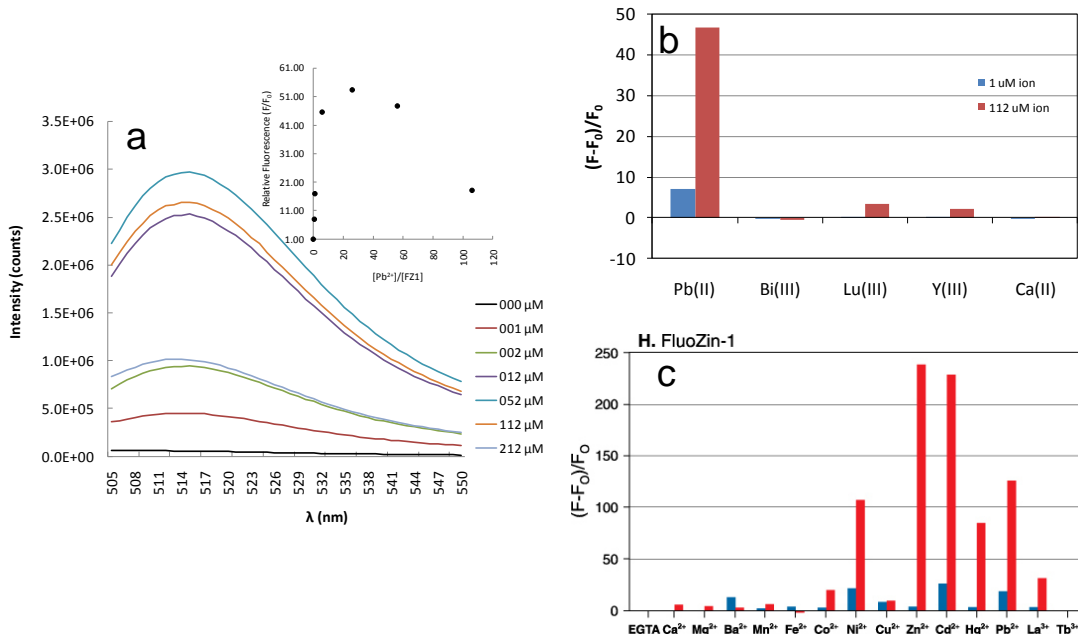 a
Intensity (counts)
3.5E+06
3.0E+06
2.5E+06
2.0E+06
1.5E+06
1.0E+06
5.0E+05
0.0E+00
505 508 511 514 517 520 523 526 529 532 535 538 541 544 547 550
λ (nm)
Relative Fluorescence (F/F₀)
61.00
51.00
41.00
31.00
21.00
11.00
1.00
0 20 40 60 80 100 120
[Pb²⁺]/[FZ1]
000 μM
001 μM
002 μM
012 μM
052 μM
112 μM
212 μM
b
(F-F₀)/F₀
50
40
30
20
10
0
-10
1 uM ion
112 uM ion
Pb(II) Bi(III) Lu(III) Y(III) Ca(II)
H. FluoZin-1
c
(F-F_O)/F_O
250
200
150
100
50
0
EGTA Ca²⁺ Mg²⁺ Ba²⁺ Mn²⁺ Fe²⁺ Co²⁺ Ni²⁺ Cu²⁺ Zn²⁺ Cd²⁺ Hg²⁺ Pb²⁺ La³⁺ Tb³⁺